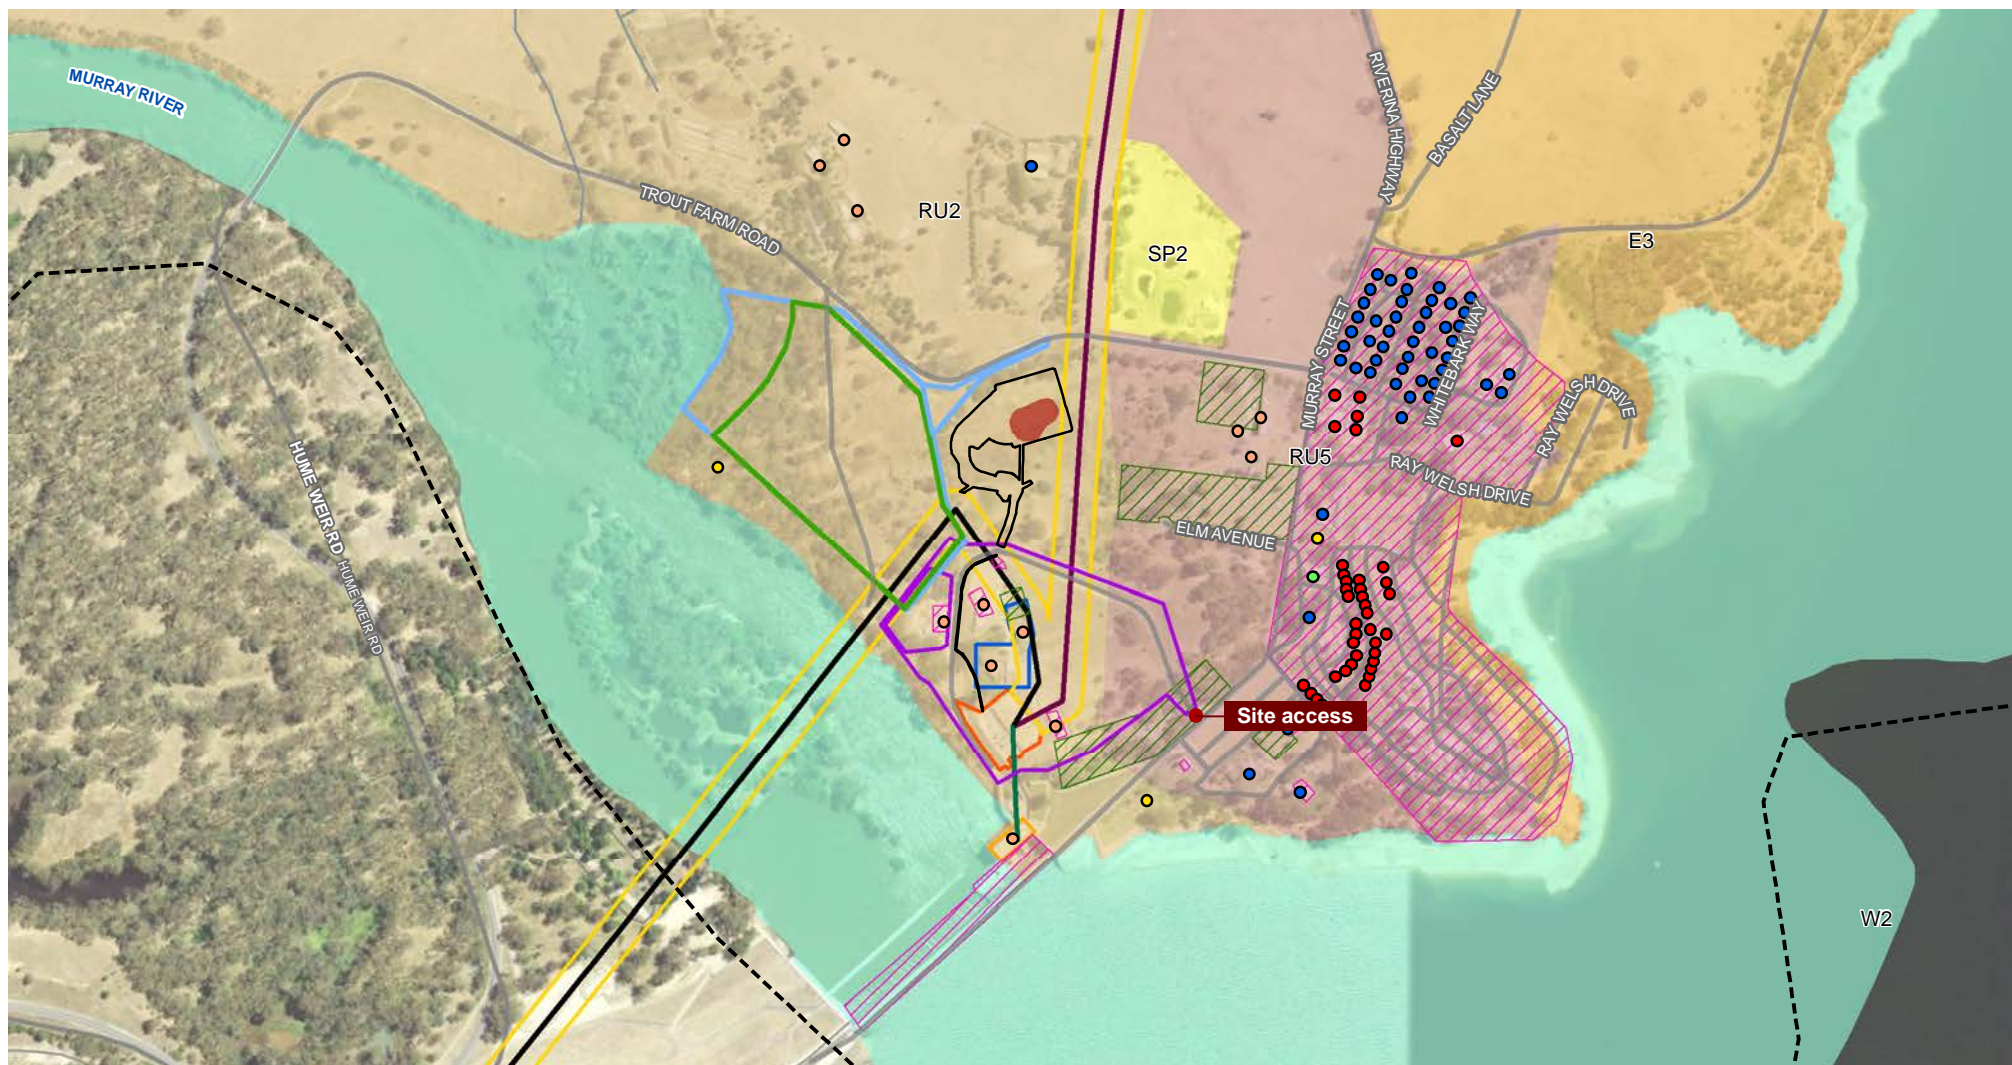 MURRAY RIVER
RIVERINA HIGHWAY
BASALT LANE
TROUT FARM ROAD
RU2
SP2
E3
MURRAY STREET
WHITEBARK WAY
RAY WELSH DRIVE
RU5
RAY WELSH DRIVE
HUME WEIR RD
HUME WEIR RD
ELM AVENUE
Site access
W2